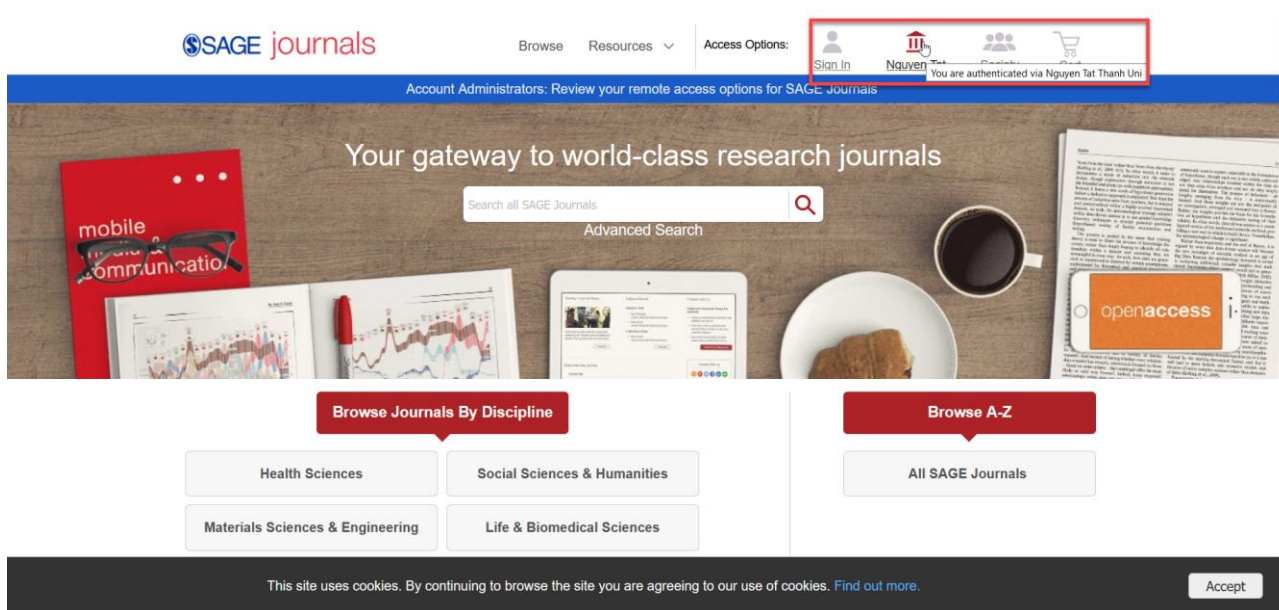 SAGE journals
Browse Resources Access Options:
Sign In Nguyen Tat
You are authenticated via Nguyen Tat Thanh Uni
Account Administrators: Review your remote access options for SAGE Journals
Your gateway to world-class research journals
Search all SAGE Journals
Advanced Search
mobile
media &
communication
openaccess
Browse Journals By Discipline
Browse A-Z
Health Sciences
Social Sciences & Humanities
All SAGE Journals
Materials Sciences & Engineering
Life & Biomedical Sciences
This site uses cookies. By continuing to browse the site you are agreeing to our use of cookies. Find out more.
Accept